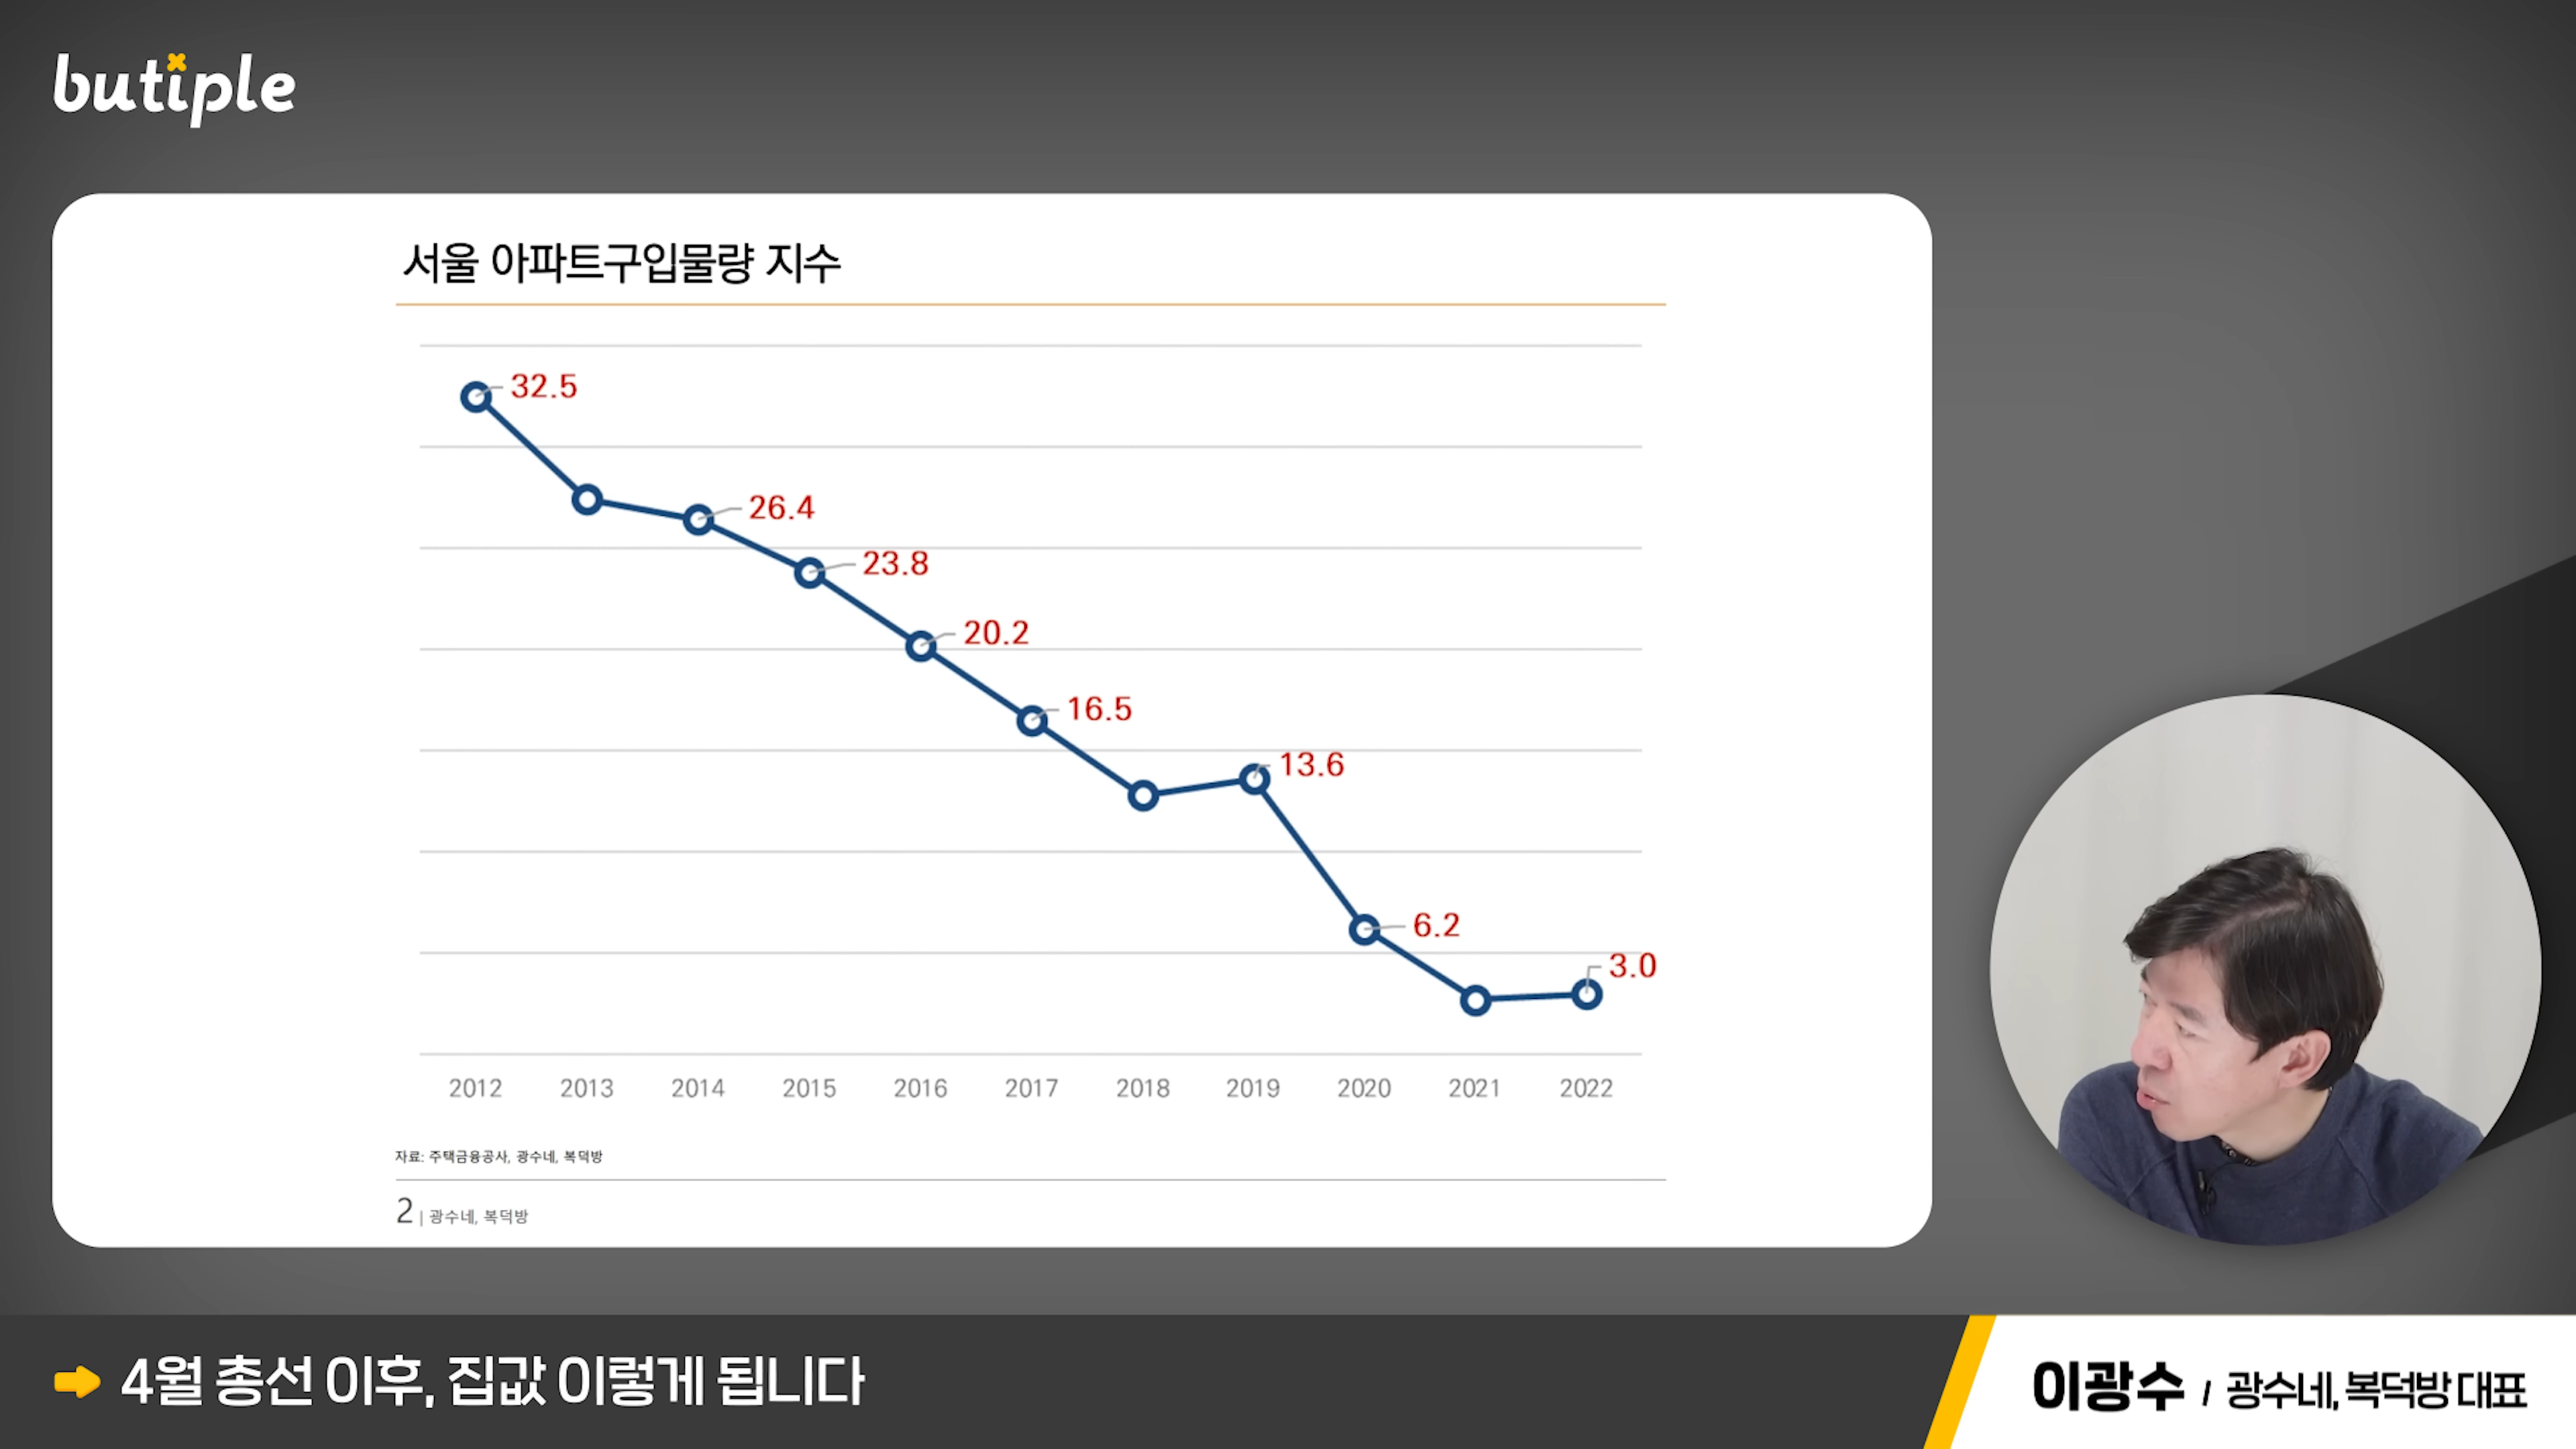 butiple
서울 아파트구입물량 지수
32.5
26.4
23.8
20.2
16.5
13.6
6.2
3.0
2012 2013 2014 2015 2016 2017 2018 2019 2020 2021 2022
자료: 주택금융공사, 광수네, 복덕방
2 | 광수네, 복덕방
4월 총선 이후, 집값 이렇게 됩니다
이광수 / 광수네, 복덕방 대표